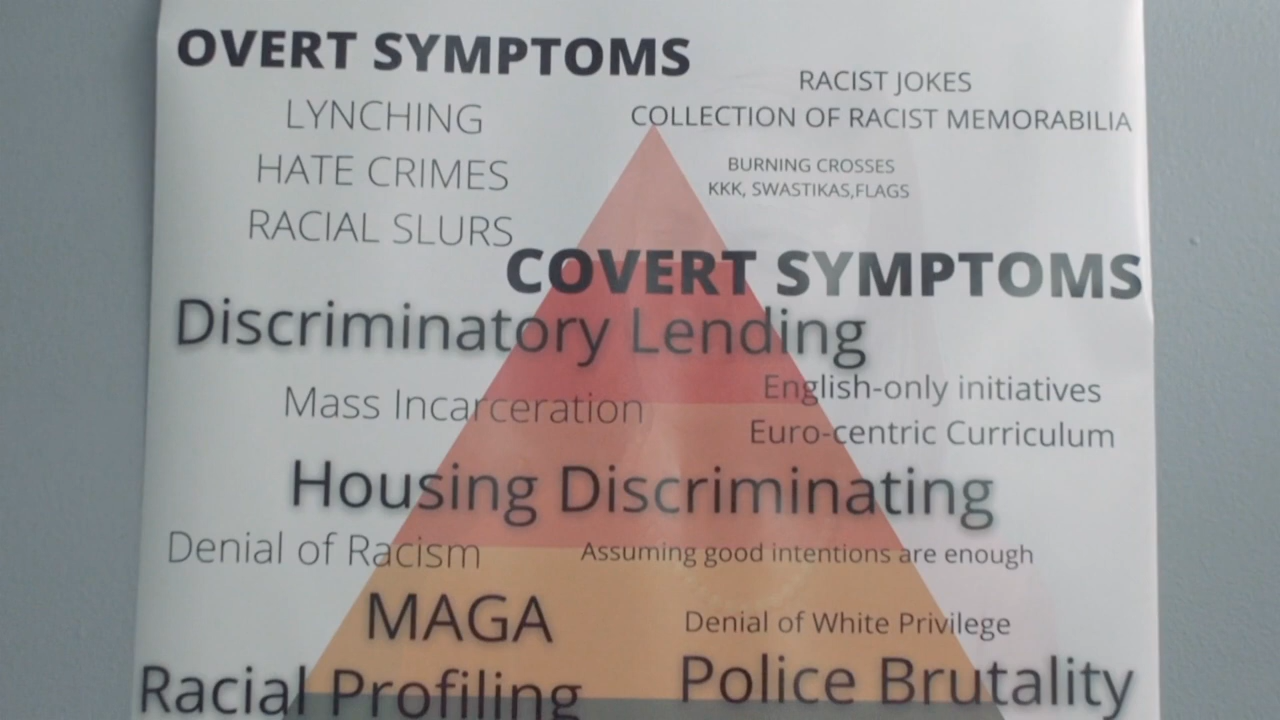 OVERT SYMPTOMS
RACIST JOKES
LYNCHING
COLLECTION OF RACIST MEMORABILIA
HATE CRIMES
BURNING CROSSES
KKK, SWASTIKAS,FLAGS
RACIAL SLURS
COVERT SYMPTOMS
Discriminatory Lending
Mass Incarceration
English-only initiatives
Euro-centric Curriculum
Housing Discriminating
Denial of Racism
Assuming good intentions are enough
MAGA
Denial of White Privilege
Racial Profiling
Police Brutality